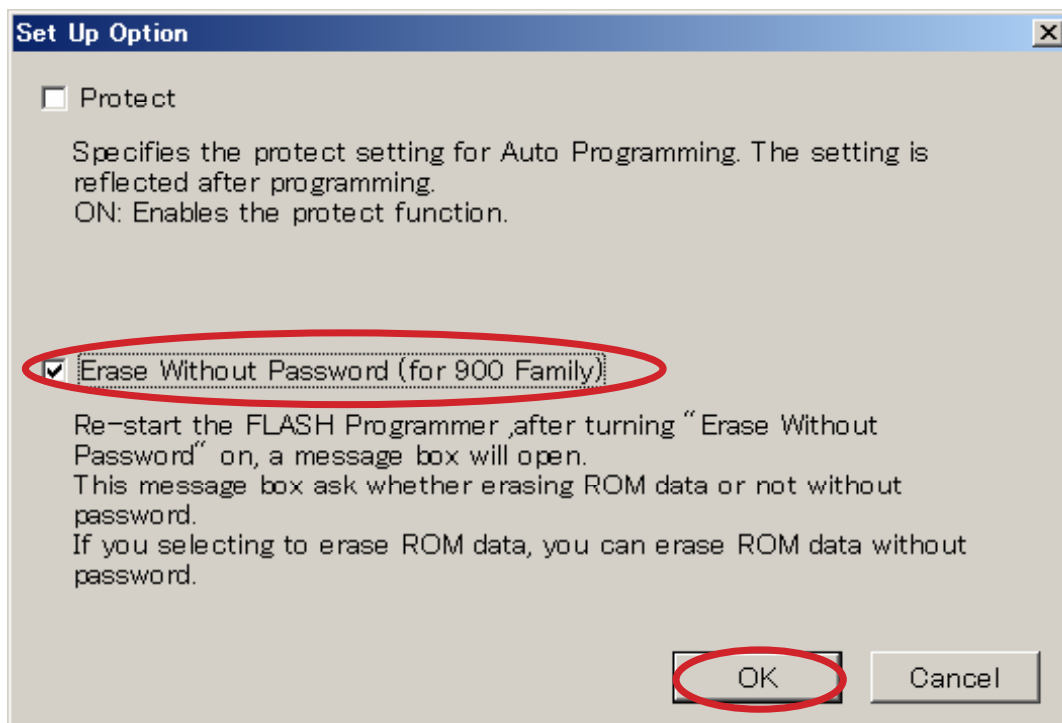 Set Up Option
Protect
Specifies the protect setting for Auto Programming. The setting is
reflected after programming.
ON: Enables the protect function.
Erase Without Password (for 900 Family)
Re-start the FLASH Programmer ,after turning “Erase Without
Password” on, a message box will open.
This message box ask whether erasing ROM data or not without
password.
If you selecting to erase ROM data, you can erase ROM data without
password.
OK
Cancel